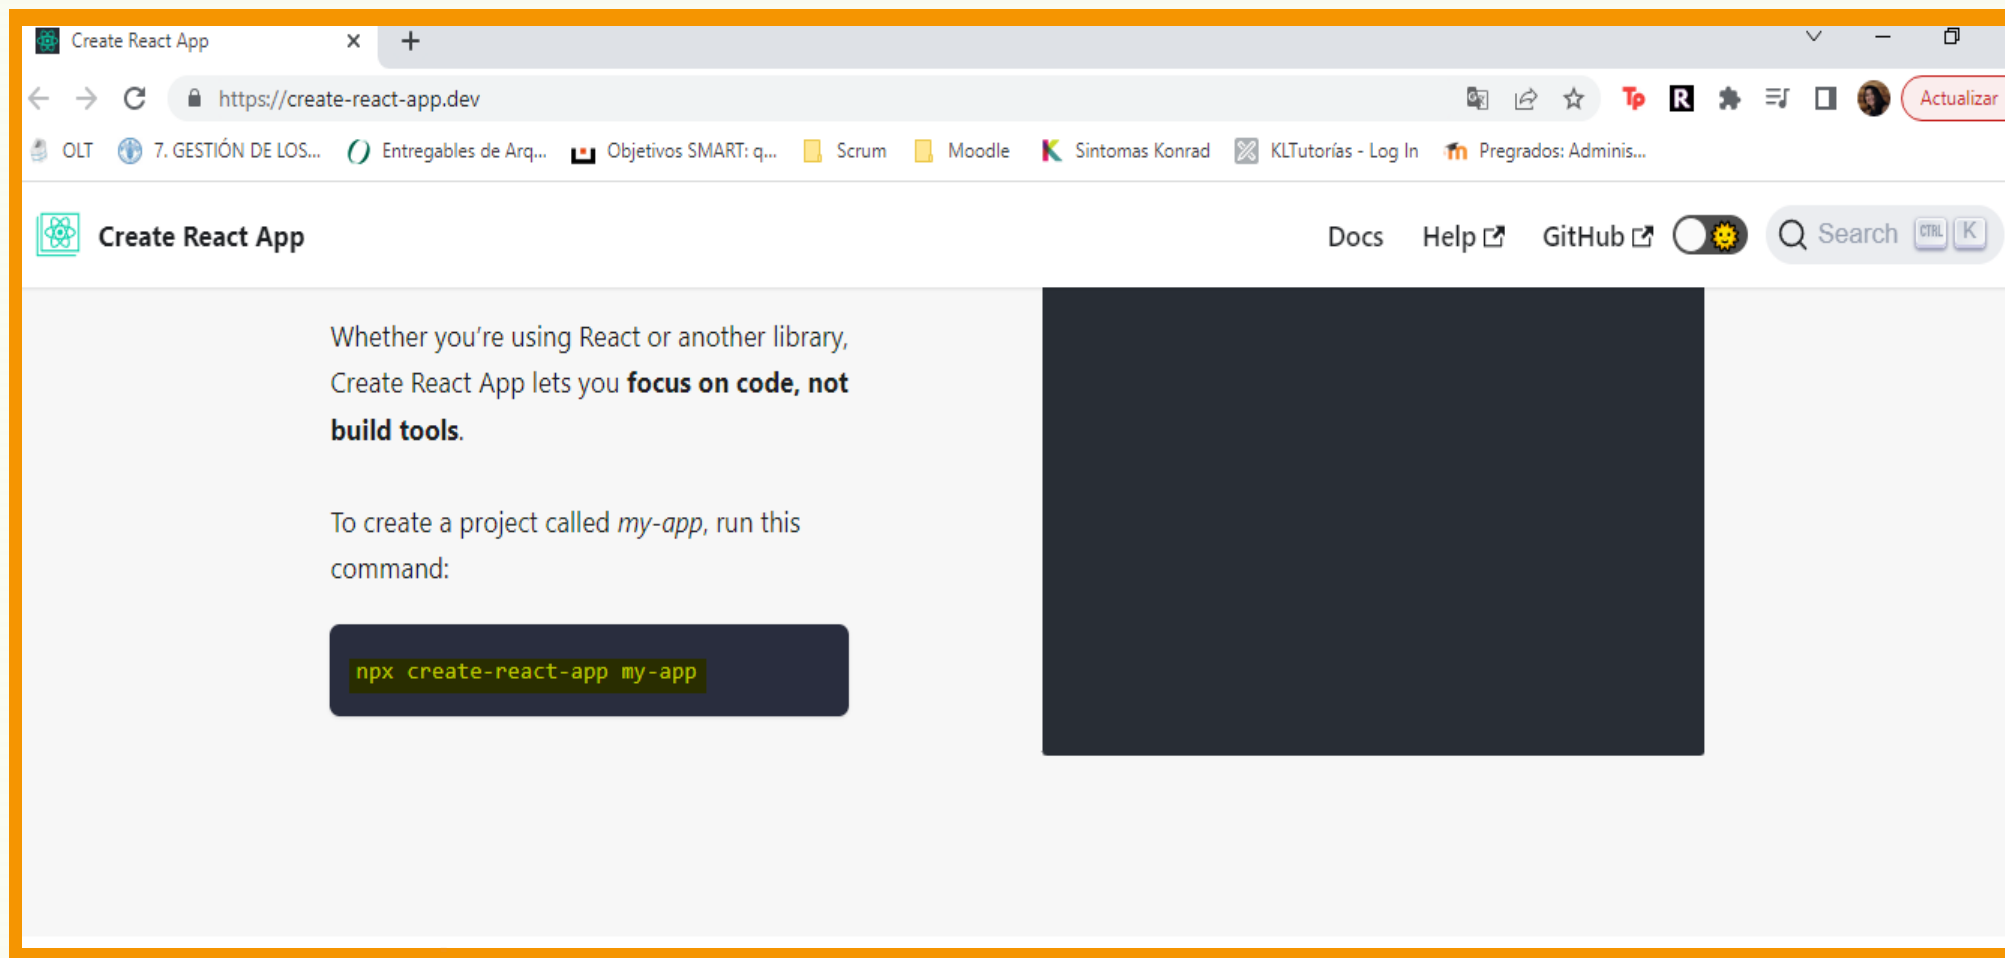 Create React App
https://create-react-app.dev
Tp
R
Actualizar
OLT
7. GESTIÓN DE LOS...
Entregables de Arq...
Objetivos SMART: q...
Scrum
Moodle
Sintomas Konrad
KLTutorías - Log In
Pregrados: Adminis...
Create React App
Docs
Help
GitHub
Search
CTRL K
Whether you're using React or another library,
Create React App lets you focus on code, not
build tools.
To create a project called my-app, run this
command:
npx create-react-app my-app